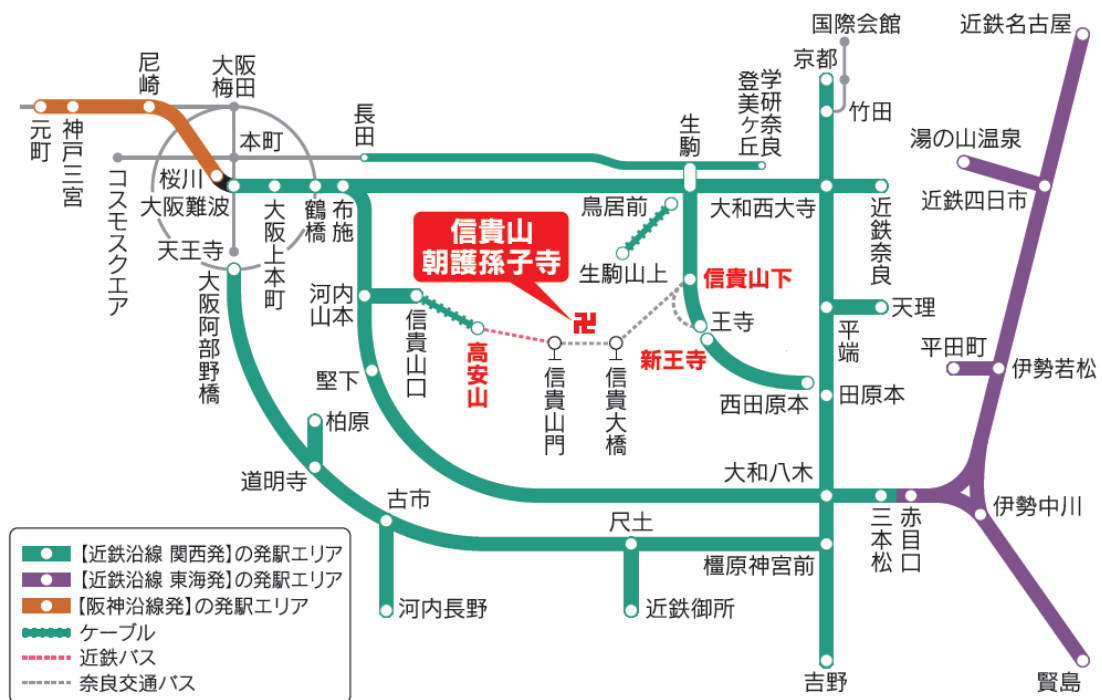 国際会館
近鉄名古屋
京都
尼崎
大阪
梅田
長田
生駒
学研奈良
登美ヶ丘
竹田
元町
神戸三宮
本町
湯の山温泉
コスモスクエア
桜川
大阪難波
大阪上本町
鶴橋
布施
鳥居前
大和西大寺
近鉄奈良
近鉄四日市
天王寺
信貴山
朝護孫子寺
生駒山上
信貴山下
大阪阿部野橋
河内
山本
信貴山口
高安山
卍
王寺
新王寺
天理
平端
平田町
伊勢若松
堅下
信貴山門
信貴大橋
西田原本
田原本
柏原
道明寺
大和八木
古市
尺土
三本松
赤目口
伊勢中川
橿原神宮前
河内長野
近鉄御所
吉野
賢島
【近鉄沿線 関西発】の発駅エリア
【近鉄沿線 東海発】の発駅エリア
【阪神沿線発】の発駅エリア
ケーブル
近鉄バス
奈良交通バス